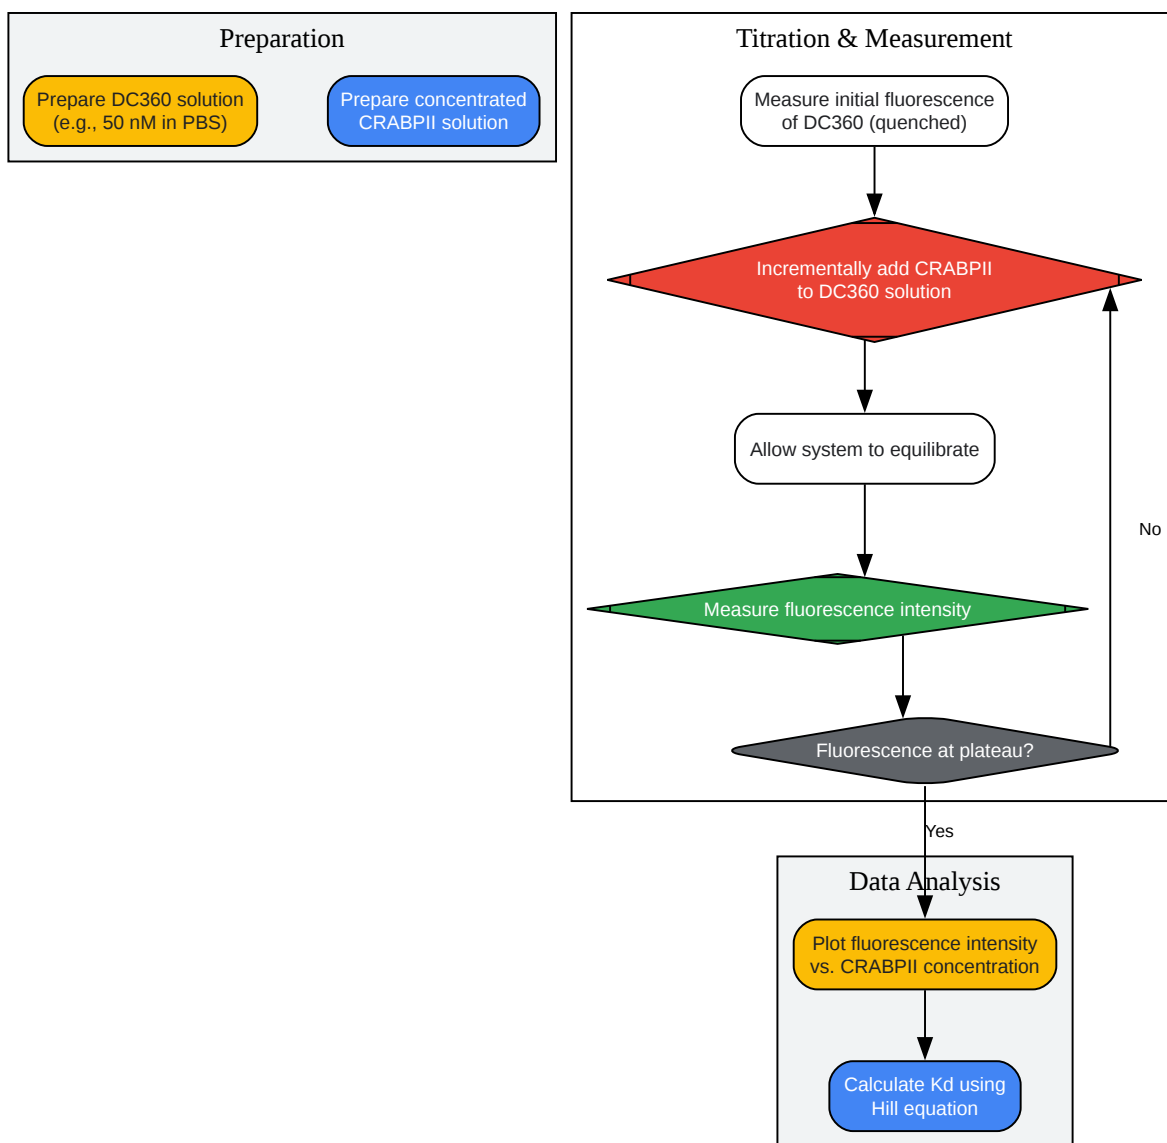 Preparation
Prepare DC360 solution
(e.g., 50 nM in PBS)
Prepare concentrated
CRABPII solution
Titration & Measurement
Measure initial fluorescence
of DC360 (quenched)
Incrementally add CRABPII
to DC360 solution
Allow system to equilibrate
No
Measure fluorescence intensity
Fluorescence at plateau?
Yes
Data Analysis
Plot fluorescence intensity
vs. CRABPII concentration
Calculate Kd using
Hill equation